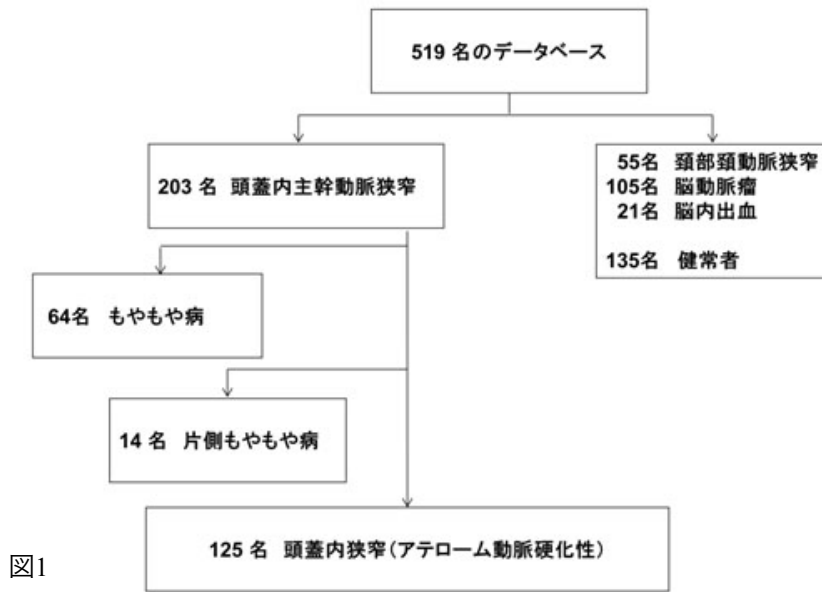 519 名のデータベース
203 名 頭蓋内主幹動脈狭窄
55名 頚部頚動脈狭窄
105名 脳動脈瘤
21名 脳内出血
135名 健常者
64名 もやもや病
14 名 片側もやもや病
125 名 頭蓋内狭窄(アテローム動脈硬化性)
図1